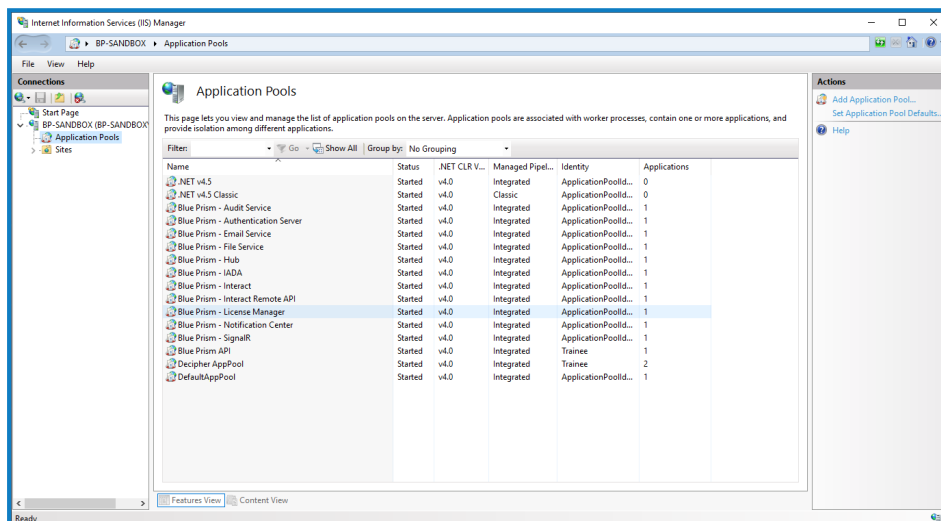 Internet Information Services (IIS) Manager
BP-SANDBOX Application Pools
File View Help
Connections
Start Page
BP-SANDBOX (BP-SANDBOX\
Application Pools
Sites
Application Pools
This page lets you view and manage the list of application pools on the server. Application pools are associated with worker processes, contain one or more applications, and
provide isolation among different applications.
Filter: Go Show All Group by: No Grouping
Name Status .NET CLR V... Managed Pipel... Identity Applications
.NET v4.5 Started v4.0 Integrated ApplicationPoolId... 0
.NET v4.5 Classic Started v4.0 Classic ApplicationPoolId... 0
Blue Prism - Audit Service Started v4.0 Integrated ApplicationPoolId... 1
Blue Prism - Authentication Server Started v4.0 Integrated ApplicationPoolId... 1
Blue Prism - Email Service Started v4.0 Integrated ApplicationPoolId... 1
Blue Prism - File Service Started v4.0 Integrated ApplicationPoolId... 1
Blue Prism - Hub Started v4.0 Integrated ApplicationPoolId... 1
Blue Prism - IADA Started v4.0 Integrated ApplicationPoolId... 1
Blue Prism - Interact Started v4.0 Integrated ApplicationPoolId... 1
Blue Prism - Interact Remote API Started v4.0 Integrated ApplicationPoolId... 1
Blue Prism - License Manager Started v4.0 Integrated ApplicationPoolId... 1
Blue Prism - Notification Center Started v4.0 Integrated ApplicationPoolId... 1
Blue Prism - SignalR Started v4.0 Integrated ApplicationPoolId... 1
Blue Prism API Started v4.0 Integrated Trainee 1
Decipher AppPool Started v4.0 Integrated Trainee 2
DefaultAppPool Started v4.0 Integrated ApplicationPoolId... 1
Features View Content View
Actions
Add Application Pool...
Set Application Pool Defaults...
Help
Ready